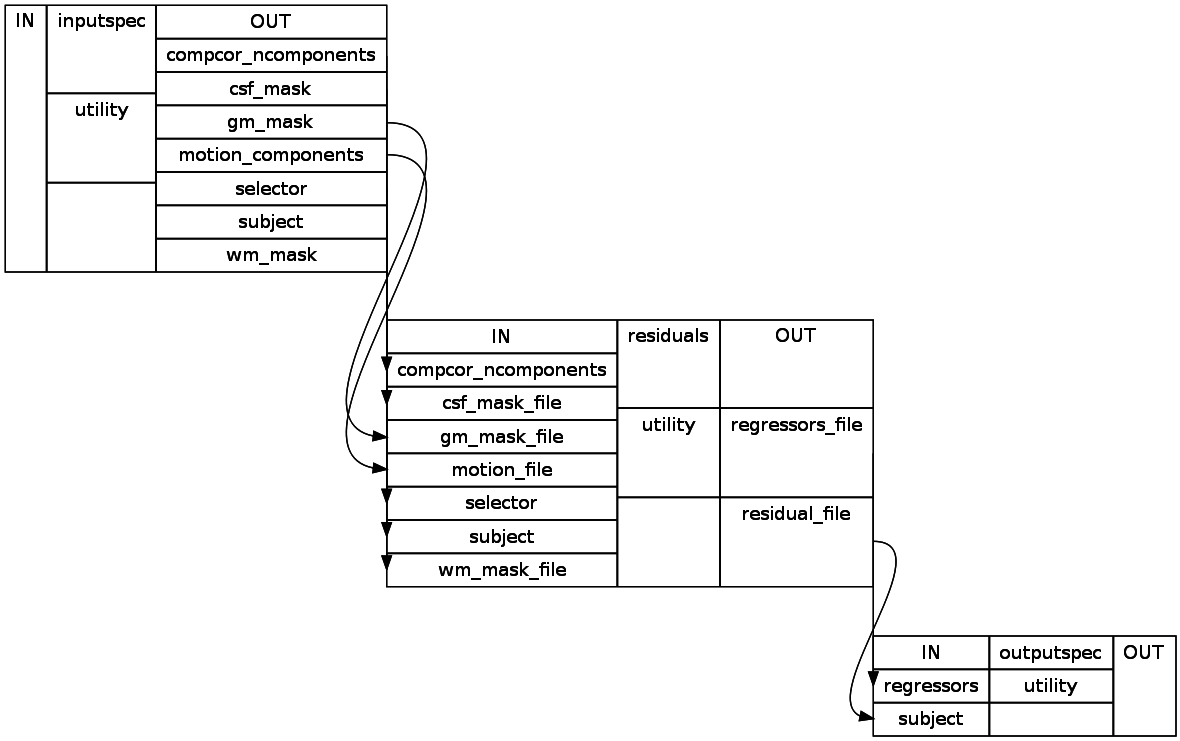 IN
inputspec
utility
OUT
compcor_ncomponents
csf_mask
gm_mask
motion_components
selector
subject
wm_mask
IN
compcor_ncomponents
csf_mask_file
gm_mask_file
motion_file
selector
subject
wm_mask_file
residuals
utility
OUT
regressors_file
residual_file
IN
regressors
subject
outputspec
utility
OUT